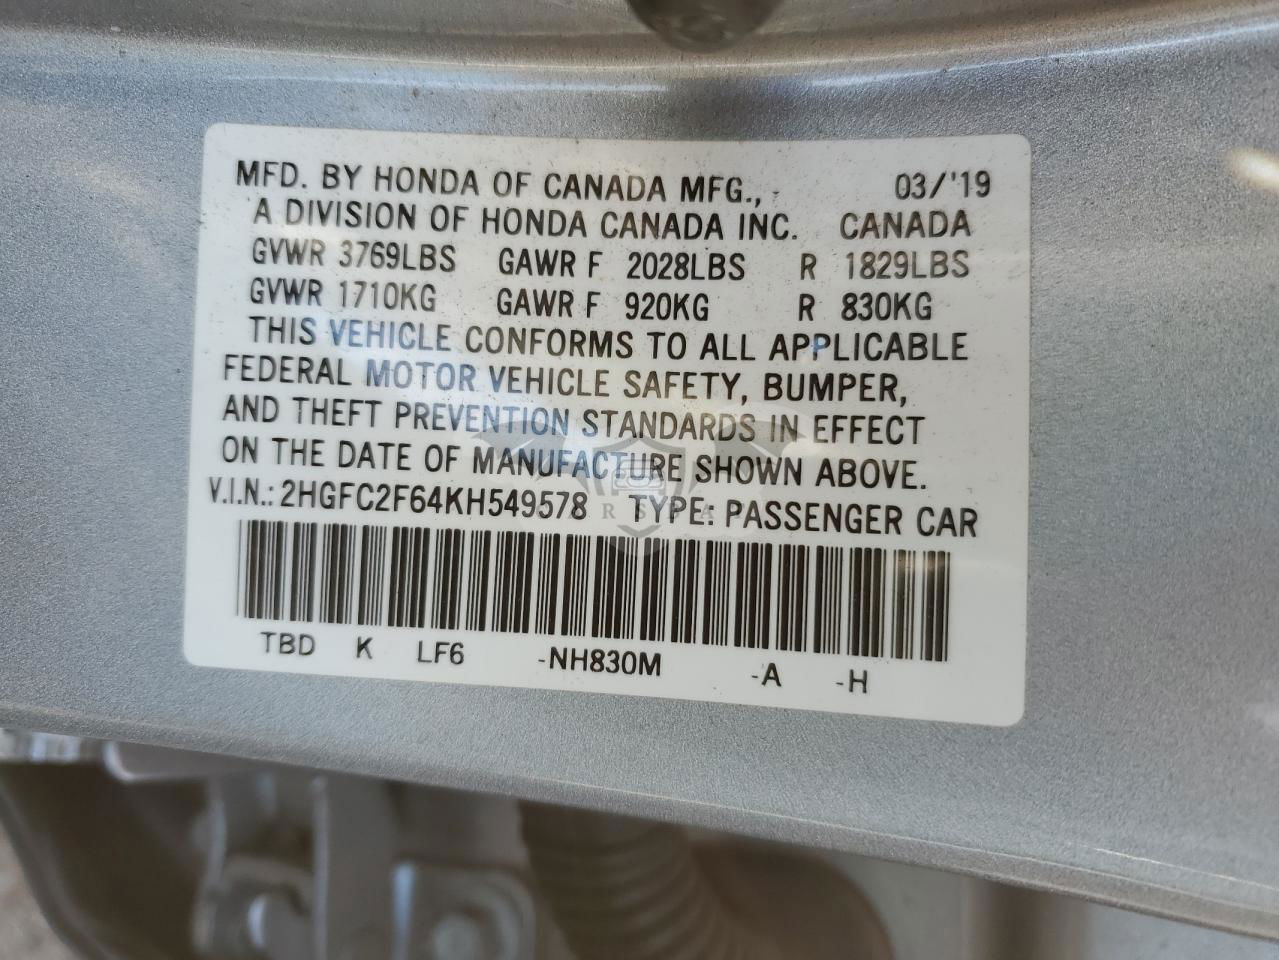 MFD. BY HONDA OF CANADA MFG., 03/'19
A DIVISION OF HONDA CANADA INC. CANADA
GVWR 3769LBS GAWR F 2028LBS R 1829LBS
GVWR 1710KG GAWR F 920KG R 830KG
THIS VEHICLE CONFORMS TO ALL APPLICABLE
FEDERAL MOTOR VEHICLE SAFETY, BUMPER,
AND THEFT PREVENTION STANDARDS IN EFFECT
ON THE DATE OF MANUFACTURE SHOWN ABOVE.
V.I.N.: 2HGFC2F64KH549578 TYPE: PASSENGER CAR
TBD K LF6 -NH830M -A -H